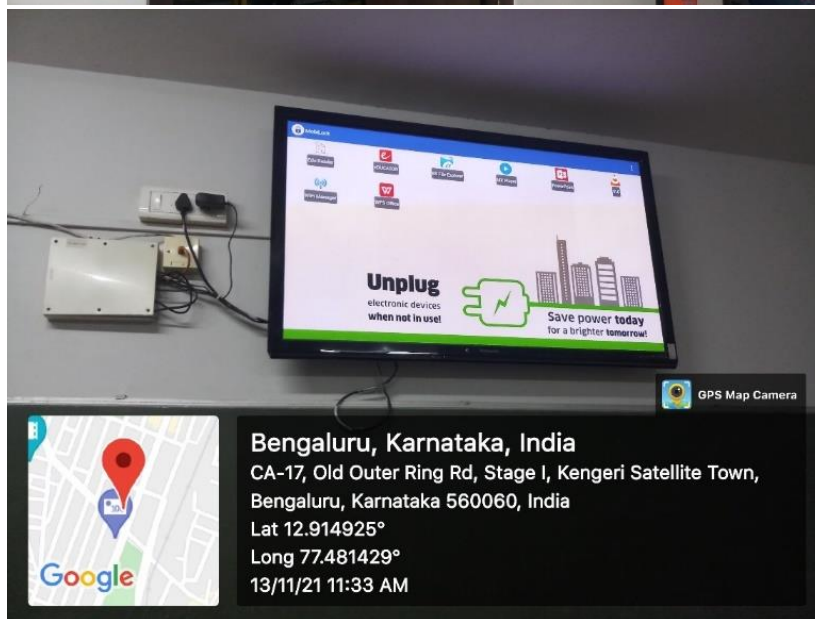 MY Player
WPS Office
Unplug
electronic devices
when not in use!
Save power today
for a brighter tomorrow!
GPS Map Camera
Google
Bengaluru, Karnataka, India
CA-17, Old Outer Ring Rd, Stage I, Kengeri Satellite Town,
Bengaluru, Karnataka 560060, India
Lat 12.914925°
Long 77.481429°
13/11/21 11:33 AM